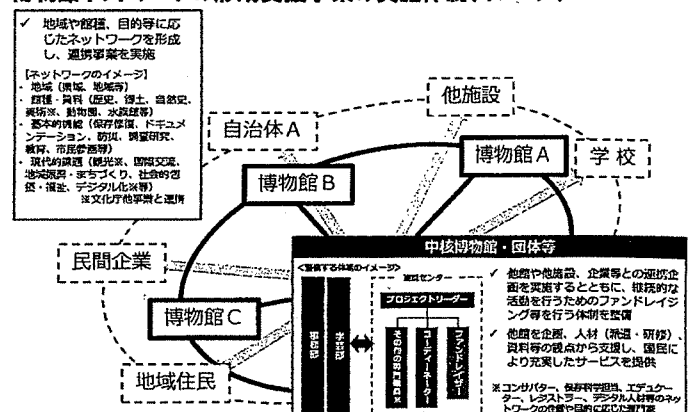 ✓ 地域や館種、目的等に応
じたネットワークを形成
し、連携事業を実施
【ネットワークのイメージ】
・ 地域(県域、地域等)
・ 館種・資料(歴史、郷土、自然史、
美術※、動物園、水族館等)
・ 基本的機能(保存修復、ドキュメ
ンテーション、防災、調査研究、
教育、市民参画等)
・ 現代的課題(観光※、国際交流、
地域振興・まちづくり、社会的包
摂・福祉、デジタル化※等)
※文化庁他事業と連携
他施設
自治体A
博物館A
学校
博物館B
民間企業
博物館C
地域住民
中核博物館・団体等
<整備する体制のイメージ>
センター
プロジェクトリーダー
事務部
学芸部
コーディネーター
ファンドレイザー
✓ 他館や他施設、企業等との連携企
画を実施するとともに、継続的な
活動を行うためのファンドレイジ
ング等を行う体制を整備
✓ 他館を企画、人材(派遣・研修)、
資料等の観点から支援し、国民に
より充実したサービスを提供
※コンサバター、保存科学担当、エデュケー
ター、レジストラー、デジタル人材等のネッ
トワークの性質や目的に応じた専門家